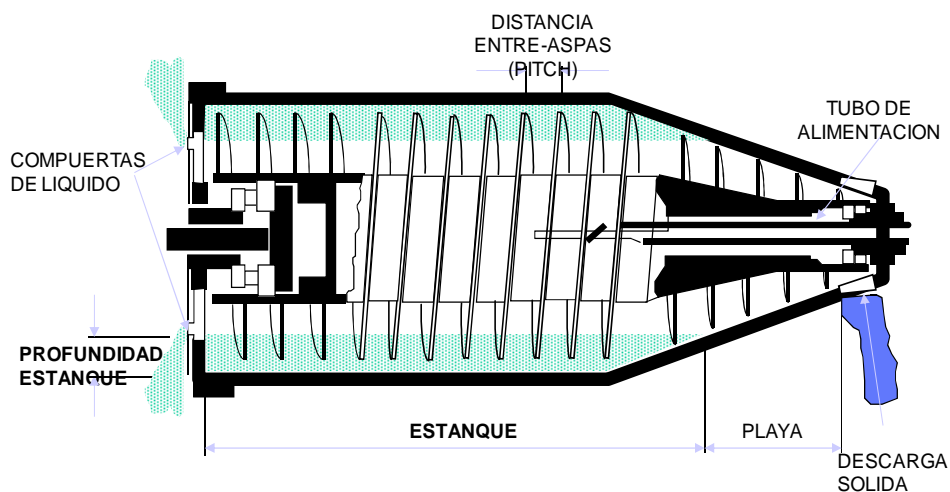 DISTANCIA
ENTRE-ASPAS
(PITCH)
TUBO DE
ALIMENTACION
COMPUERTAS
DE LIQUIDO
PROFUNDIDAD
ESTANQUE
ESTANQUE
PLAYA
DESCARGA
SOLIDA